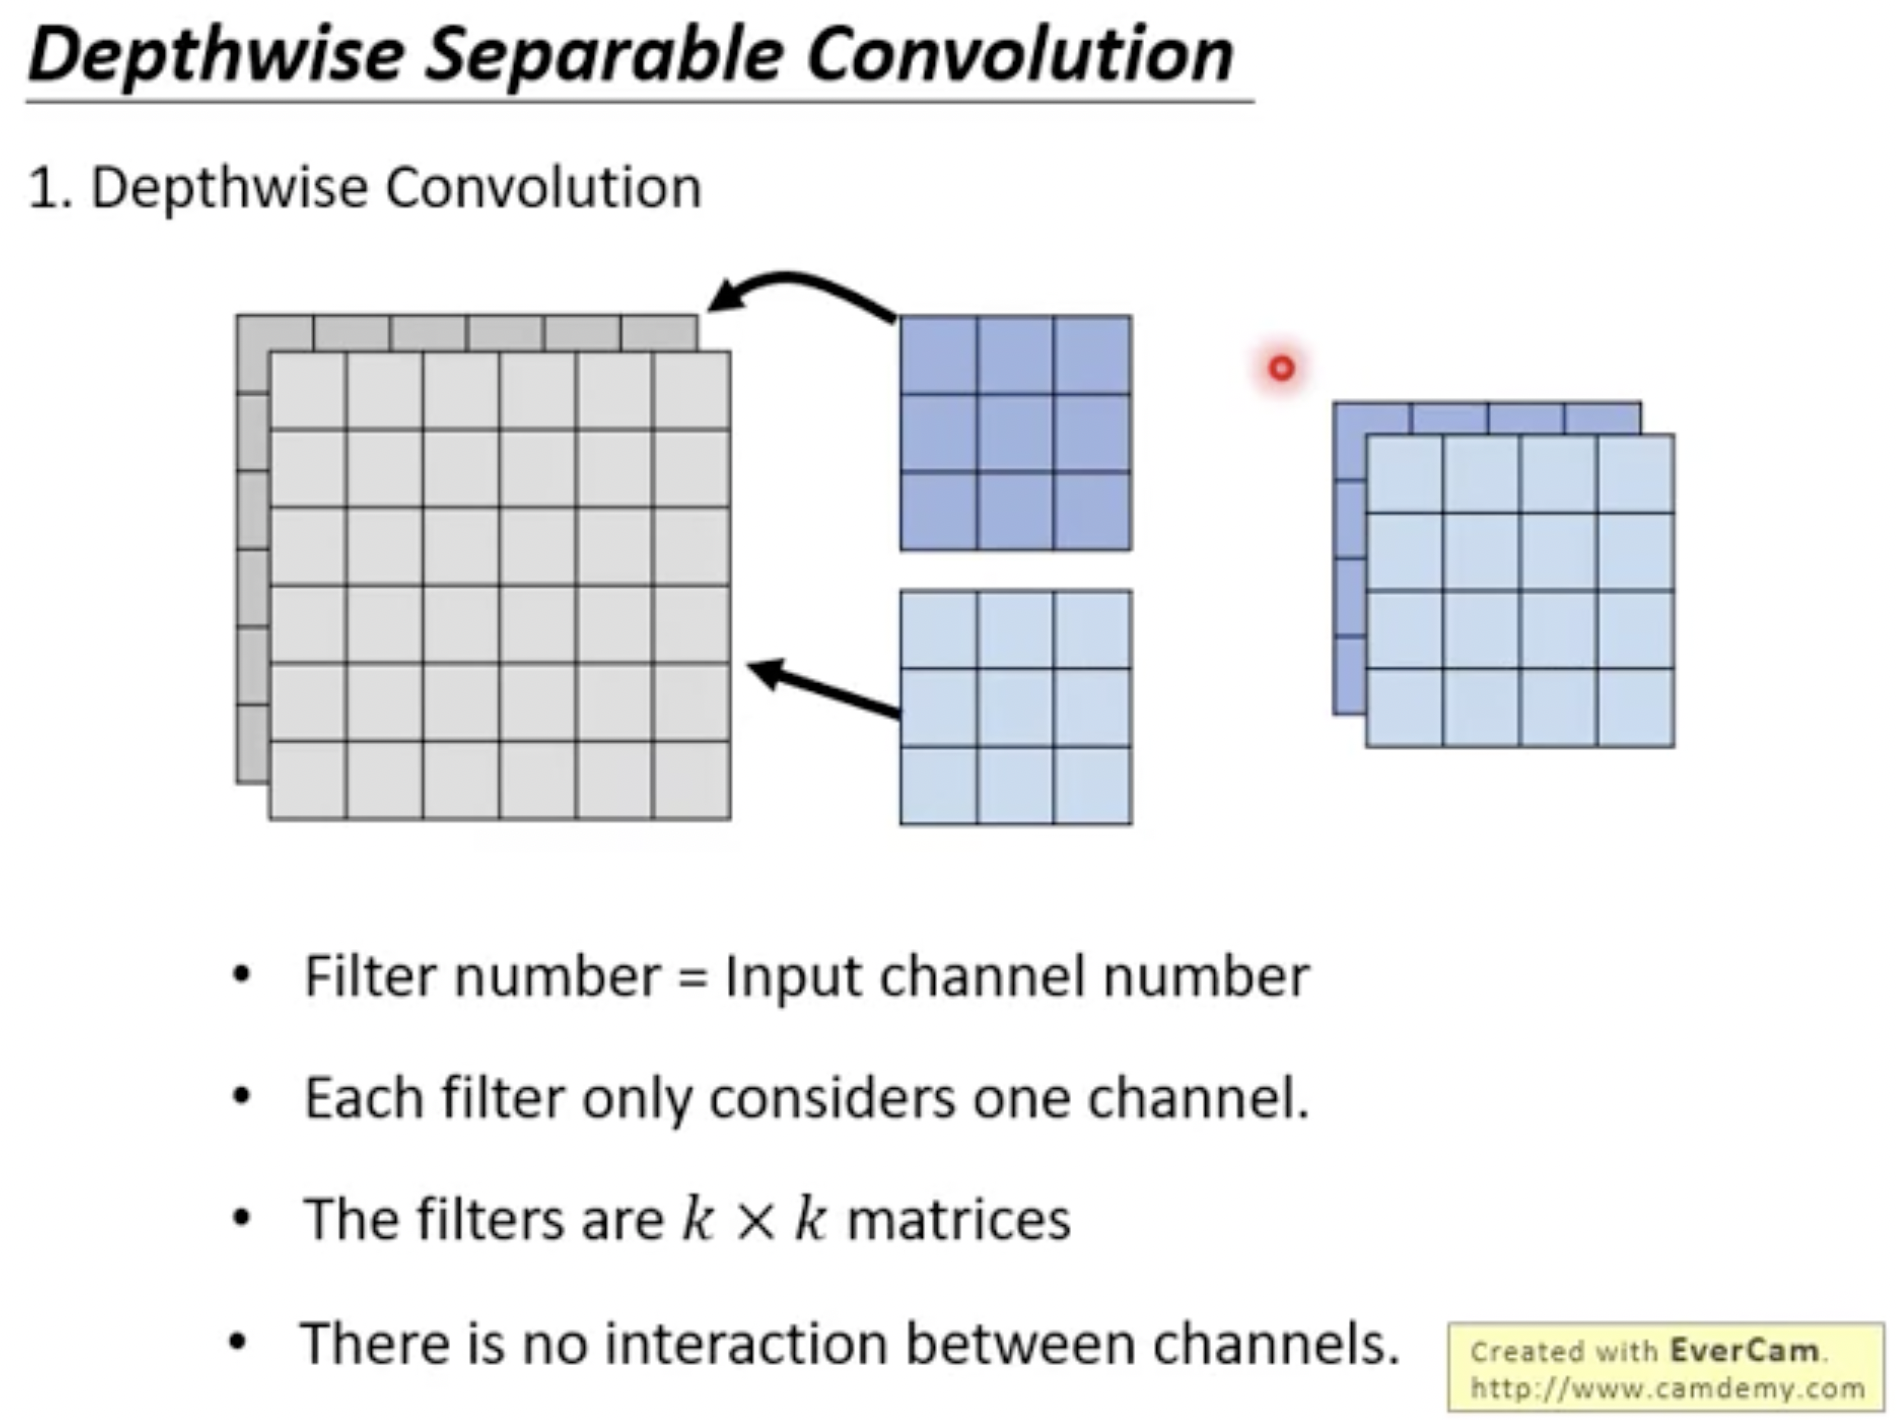 Depthwise Separable Convolution
1. Depthwise Convolution
• Filter number = Input channel number
• Each filter only considers one channel.
• The filters are k × k matrices
• There is no interaction between channels.
Created with EverCam.
http://www.camdemy.com